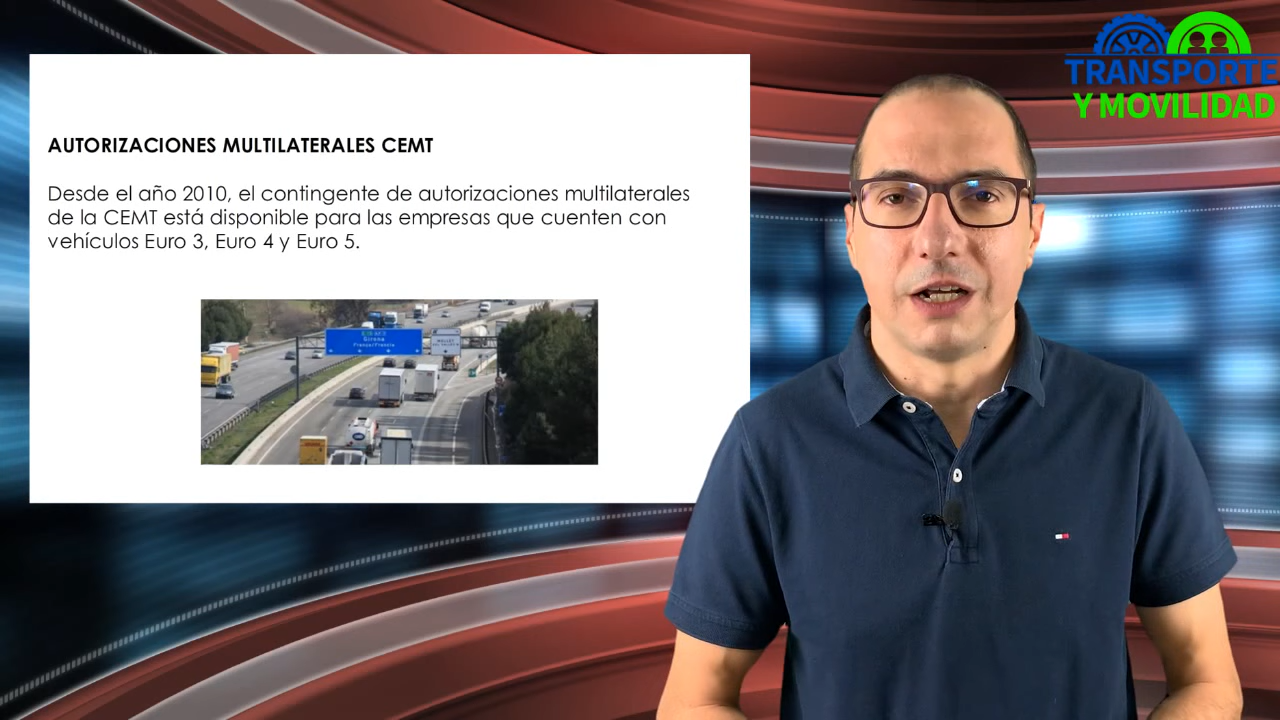 TRANSPORTE
Y MOVILIDAD
AUTORIZACIONES MULTILATERALES CEMT
Desde el año 2010, el contingente de autorizaciones multilaterales
de la CEMT está disponible para las empresas que cuenten con
vehículos Euro 3, Euro 4 y Euro 5.
Girona